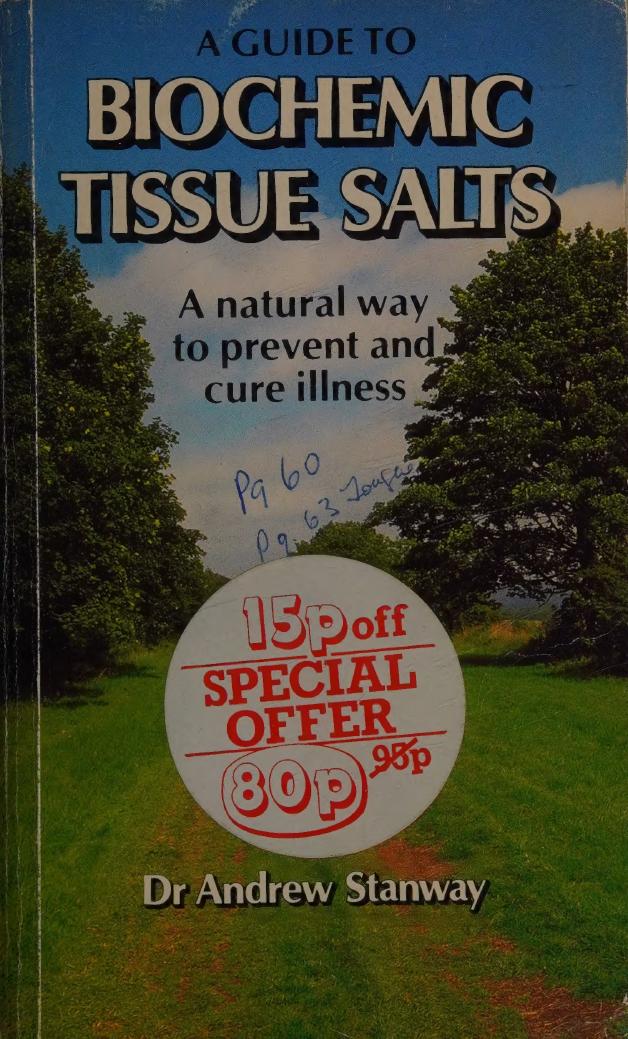 A GUIDE TO
BIOCHEMIC
TISSUE SALTS
A natural way
to prevent and
cure illness
Pg 60
Pg. 63 Tongue
15p off
SPECIAL
OFFER
80p 95p
Dr Andrew Stanway